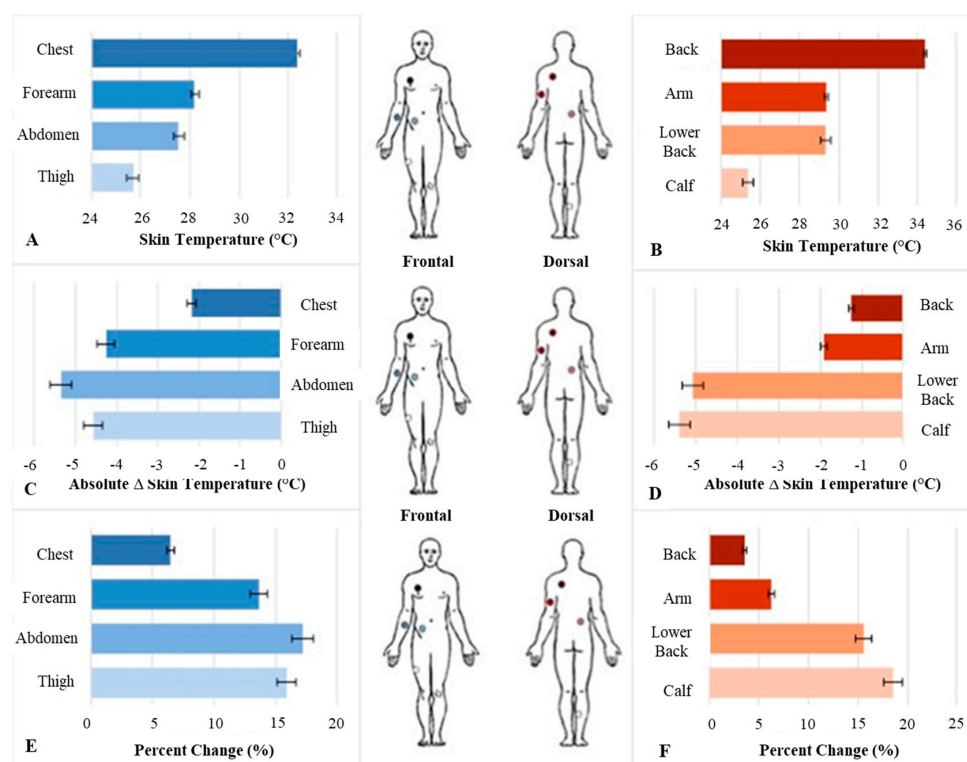 Chest
Forearm
Abdomen
Thigh
24 26 28 30 32 34
A
Skin Temperature (°C)
Frontal
Dorsal
Back
Arm
Lower
Back
Calf
24 26 28 30 32 34 36
B
Skin Temperature (°C)
Chest
Forearm
Abdomen
Thigh
-6 -5 -4 -3 -2 -1 0
C
Absolute Δ Skin Temperature (°C)
Frontal
Dorsal
Back
Arm
Lower
Back
Calf
-6 -5 -4 -3 -2 -1 0
D
Absolute Δ Skin Temperature (°C)
Chest
Forearm
Abdomen
Thigh
0 5 10 15 20
E
Percent Change (%)
Back
Arm
Lower
Back
Calf
0 5 10 15 20 25
F
Percent Change (%)